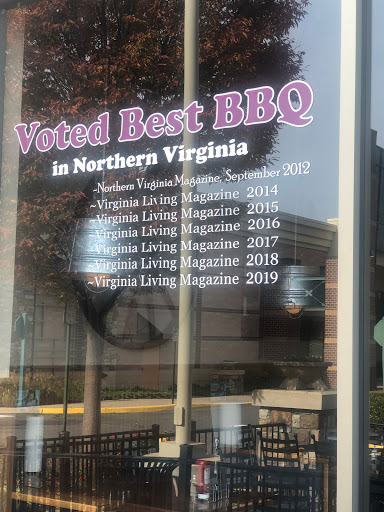 Voted Best BBQ
in Northern Virginia
~Northern Virginia Magazine, September 2012
~Virginia Living Magazine 2014
~Virginia Living Magazine 2015
~Virginia Living Magazine 2016
~Virginia Living Magazine 2017
~Virginia Living Magazine 2018
~Virginia Living Magazine 2019